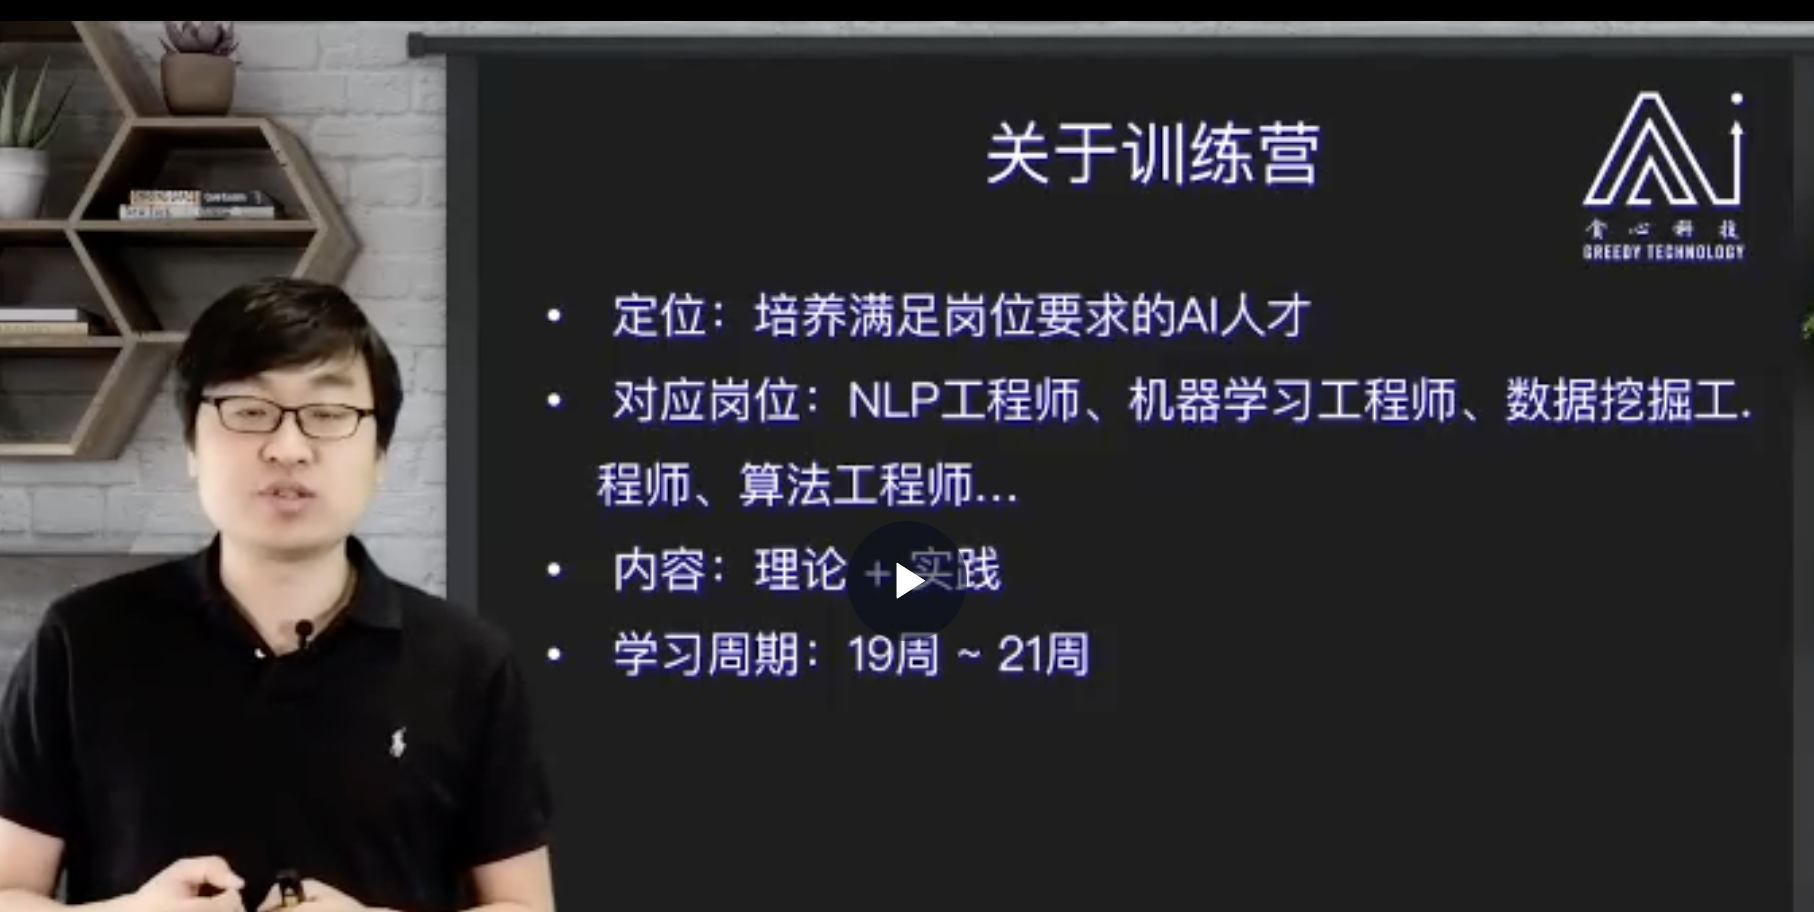 关于训练营
贪心科技
GREEDY TECHNOLOGY
• 定位：培养满足岗位要求的AI人才
• 对应岗位：NLP工程师、机器学习工程师、数据挖掘工.
程师、算法工程师...
• 内容：理论 + 实践
• 学习周期：19周 ~ 21周